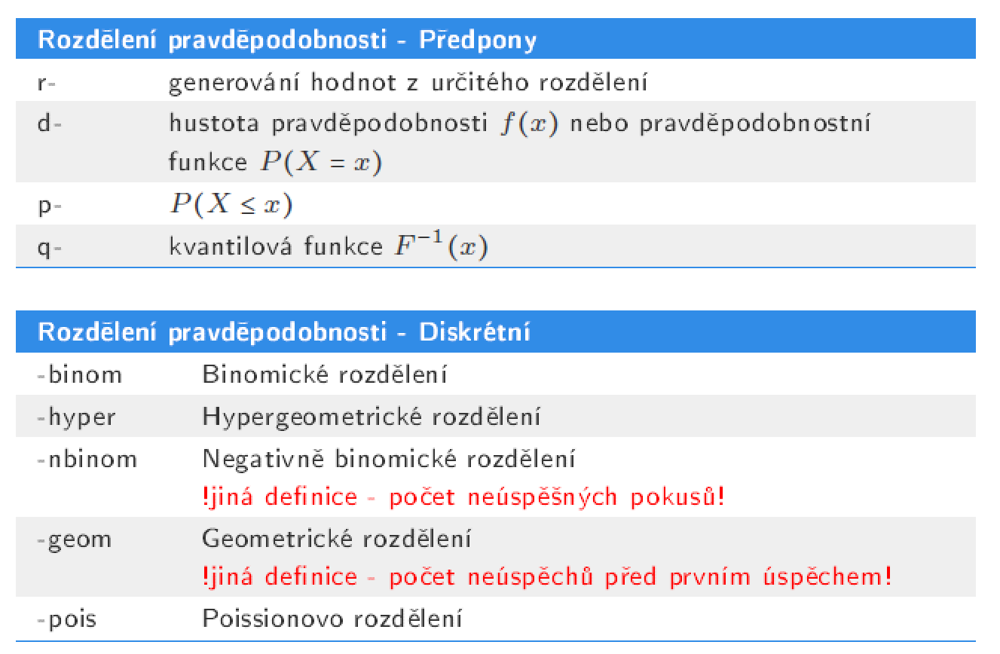 Rozdělení pravděpodobnosti - Předpony
r- generování hodnot z určitého rozdělení
d- hustota pravděpodobnosti f(x) nebo pravděpodobnostní
funkce P(X = x)
p- P(X ≤ x)
q- kvantilová funkce F⁻¹(x)
Rozdělení pravděpodobnosti - Diskrétní
-binom Binomické rozdělení
-hyper Hypergeometrické rozdělení
-nbinom Negativně binomické rozdělení
!jiná definice - počet neúspěšných pokusů!
-geom Geometrické rozdělení
!jiná definice - počet neúspěchů před prvním úspěchem!
-pois Poissionovo rozdělení